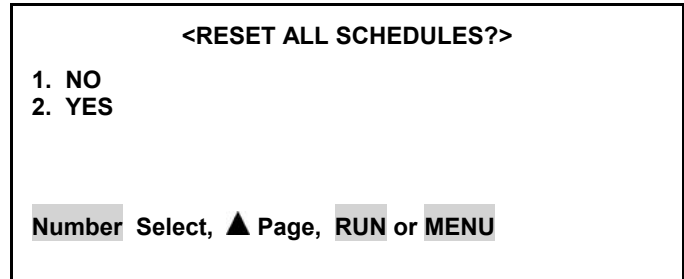 <RESET ALL SCHEDULES?>
1. NO
2. YES
Number Select, ▲ Page, RUN or MENU